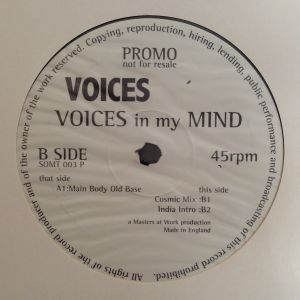 All rights of the record producer and of the owner of the work reserved. Copying, reproduction, hiring, lending, public performance and broadcasting of this record prohibited.
PROMO
not for resale
VOICES
VOICES in my MIND
B SIDE
45rpm
SOMT 003 P
that side
this side
A1:Main Body Old Base
Cosmic Mix :B1
India Intro :B2
a Masters at Work production
Made in England